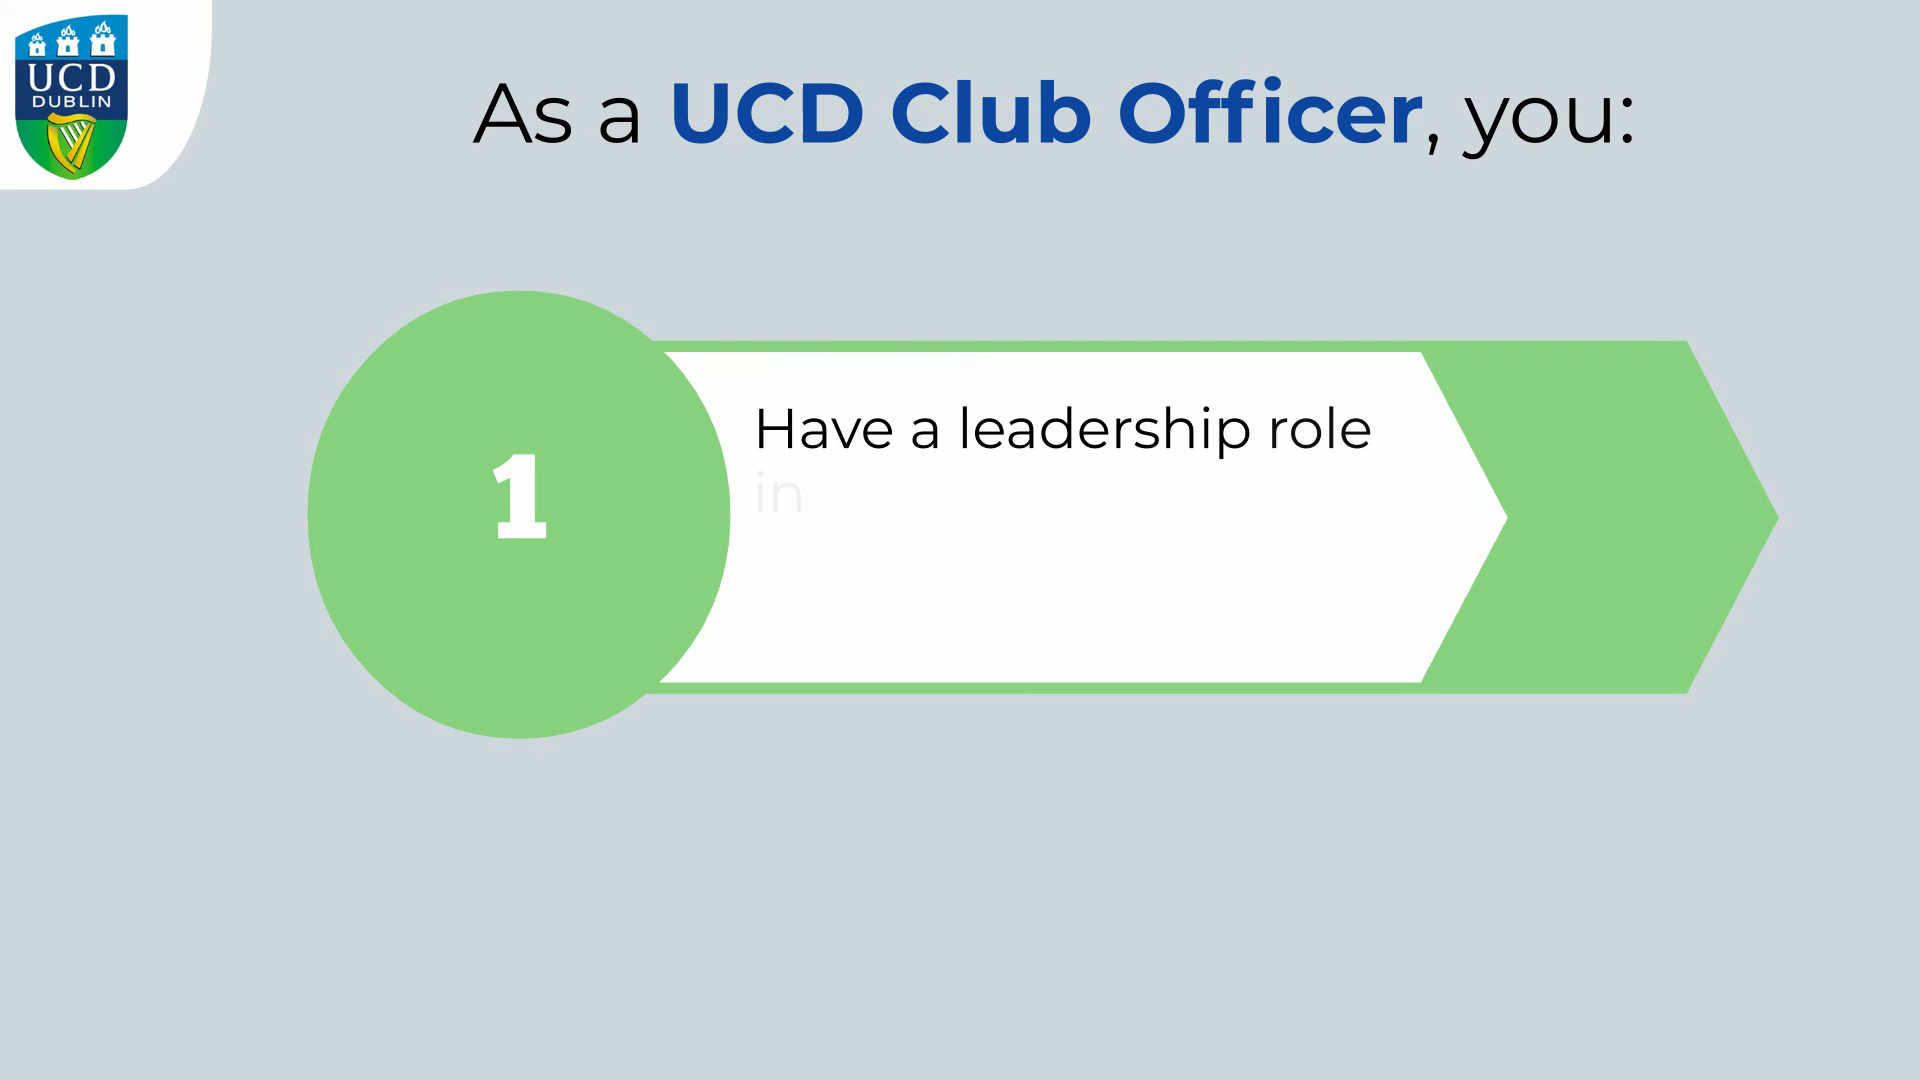 UCD
DUBLIN
As a UCD Club Officer, you:
1
Have a leadership role
in